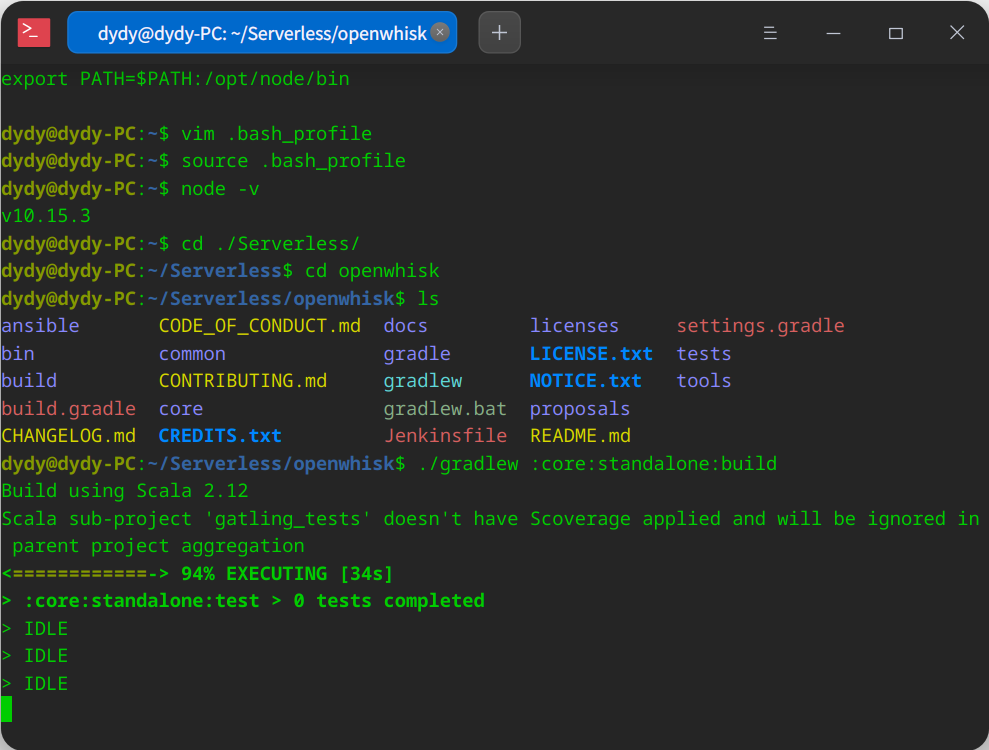 dydy@dydy-PC: ~/Serverless/openwhisk
export PATH=$PATH:/opt/node/bin
dydy@dydy-PC:~$ vim .bash_profile
dydy@dydy-PC:~$ source .bash_profile
dydy@dydy-PC:~$ node -v
v10.15.3
dydy@dydy-PC:~$ cd ./Serverless/
dydy@dydy-PC:~/Serverless$ cd openwhisk
dydy@dydy-PC:~/Serverless/openwhisk$ ls
ansible CODE_OF_CONDUCT.md docs licenses settings.gradle
bin common gradle LICENSE.txt tests
build CONTRIBUTING.md gradlew NOTICE.txt tools
build.gradle core gradlew.bat proposals
CHANGELOG.md CREDITS.txt Jenkinsfile README.md
dydy@dydy-PC:~/Serverless/openwhisk$ ./gradlew :core:standalone:build
Build using Scala 2.12
Scala sub-project 'gatling_tests' doesn't have Scoverage applied and will be ignored in
parent project aggregation
<============-> 94% EXECUTING [34s]
> :core:standalone:test > 0 tests completed
> IDLE
> IDLE
> IDLE